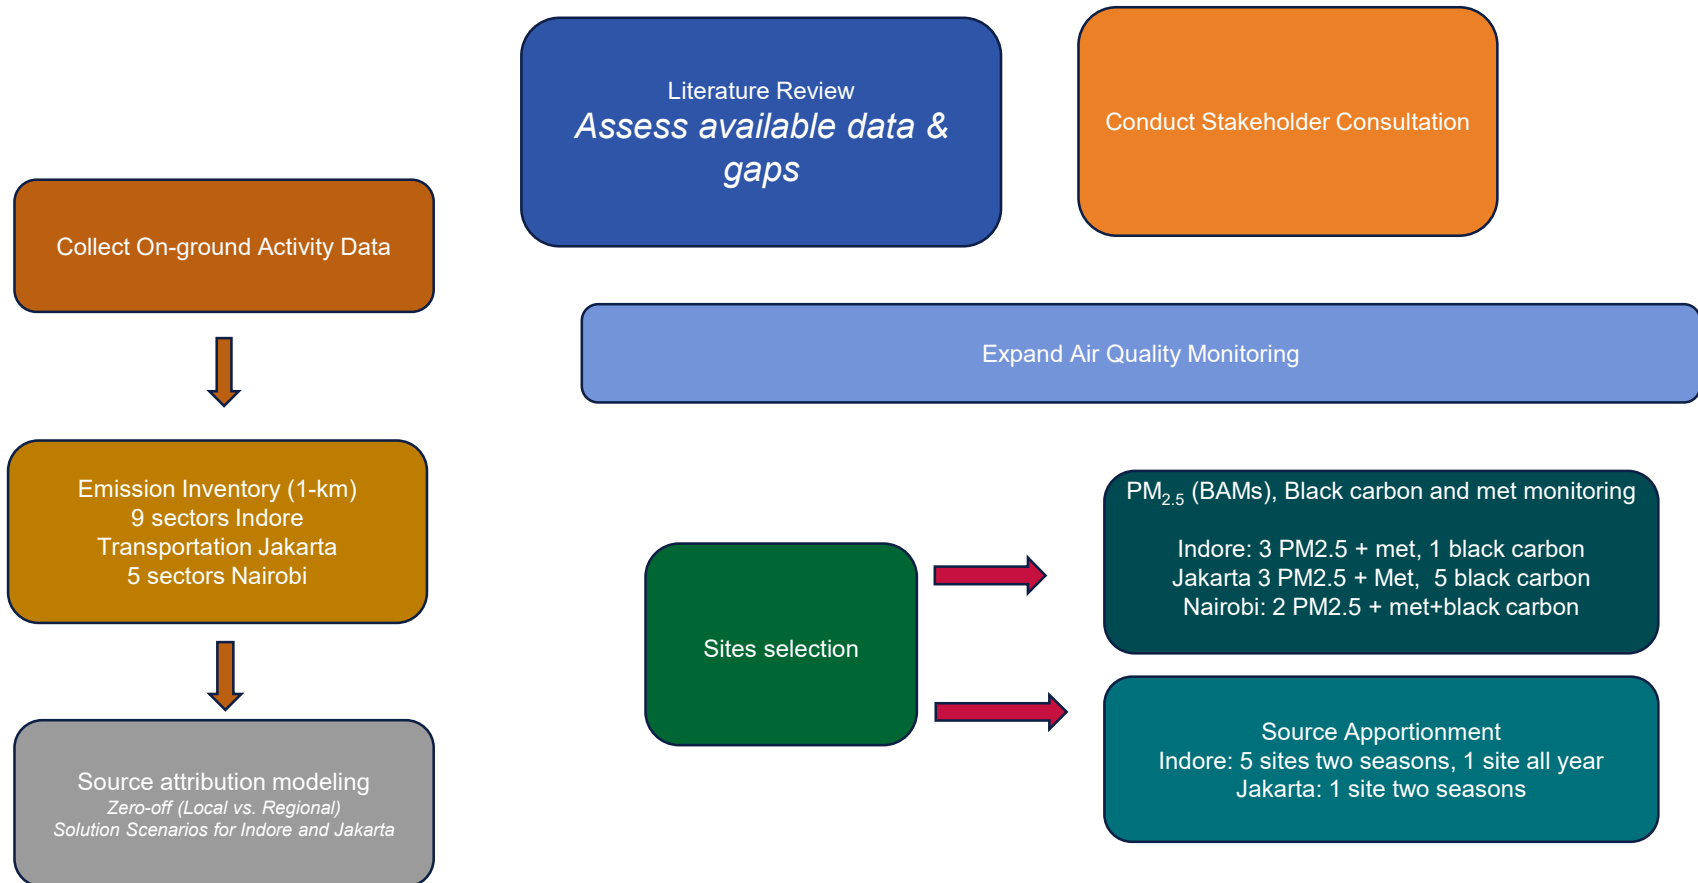 Literature Review
Assess available data &
gaps
Conduct Stakeholder Consultation
Collect On-ground Activity Data
Expand Air Quality Monitoring
Emission Inventory (1-km)
9 sectors Indore
Transportation Jakarta
5 sectors Nairobi
Source attribution modeling
Zero-off (Local vs. Regional)
Solution Scenarios for Indore and Jakarta
Sites selection
PM2.5 (BAMs), Black carbon and met monitoring
Indore: 3 PM2.5 + met, 1 black carbon
Jakarta 3 PM2.5 + Met, 5 black carbon
Nairobi: 2 PM2.5 + met+black carbon
Source Apportionment
Indore: 5 sites two seasons, 1 site all year
Jakarta: 1 site two seasons